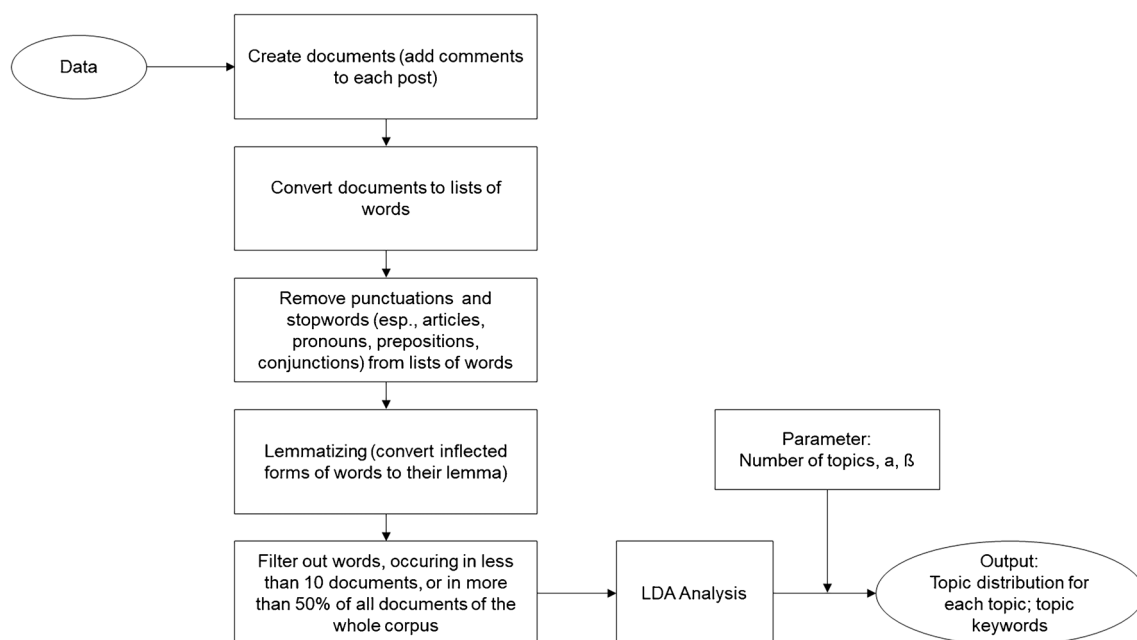 Data
Create documents (add comments
to each post)
Convert documents to lists of
words
Remove punctuations and
stopwords (esp., articles,
pronouns, prepositions,
conjunctions) from lists of words
Lemmatizing (convert inflected
forms of words to their lemma)
Filter out words, occuring in less
than 10 documents, or in more
than 50% of all documents of the
whole corpus
LDA Analysis
Parameter:
Number of topics, a, ß
Output:
Topic distribution for
each topic; topic
keywords